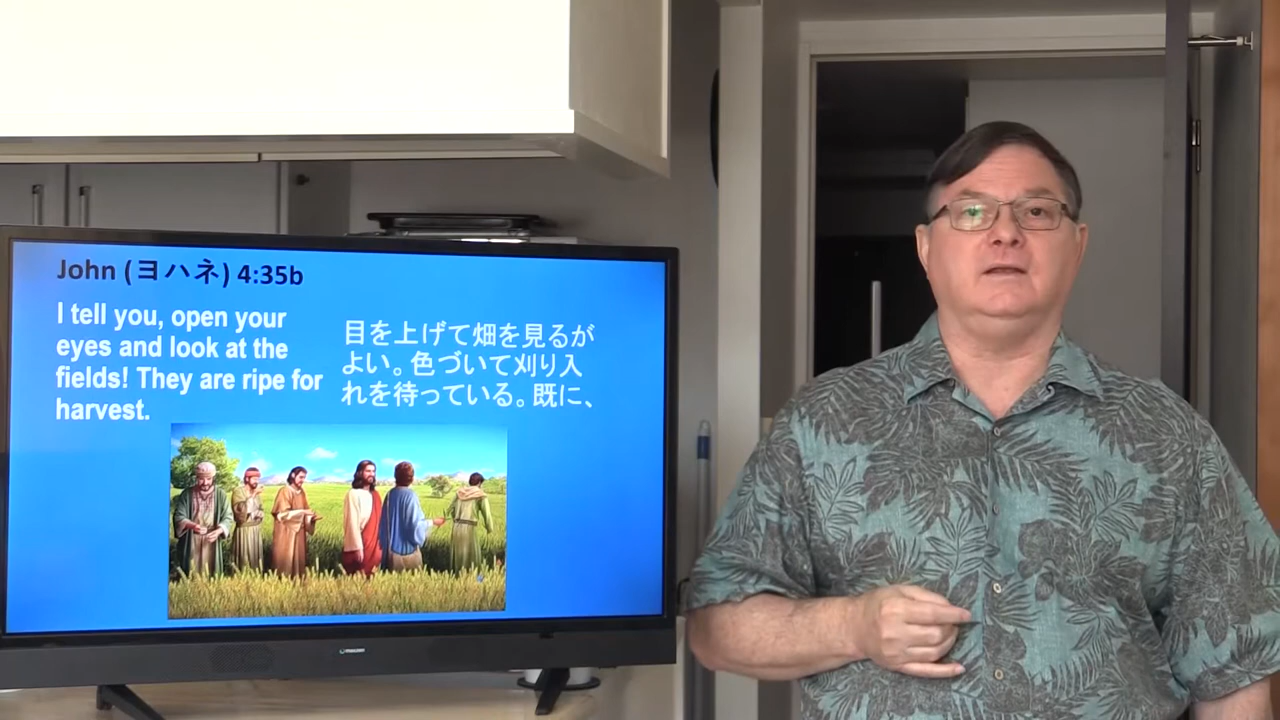 John (ヨハネ) 4:35b
I tell you, open your
eyes and look at the
fields! They are ripe for
harvest.
目を上げて畑を見るが
よい。色づいて刈り入
れを待っている。既に、